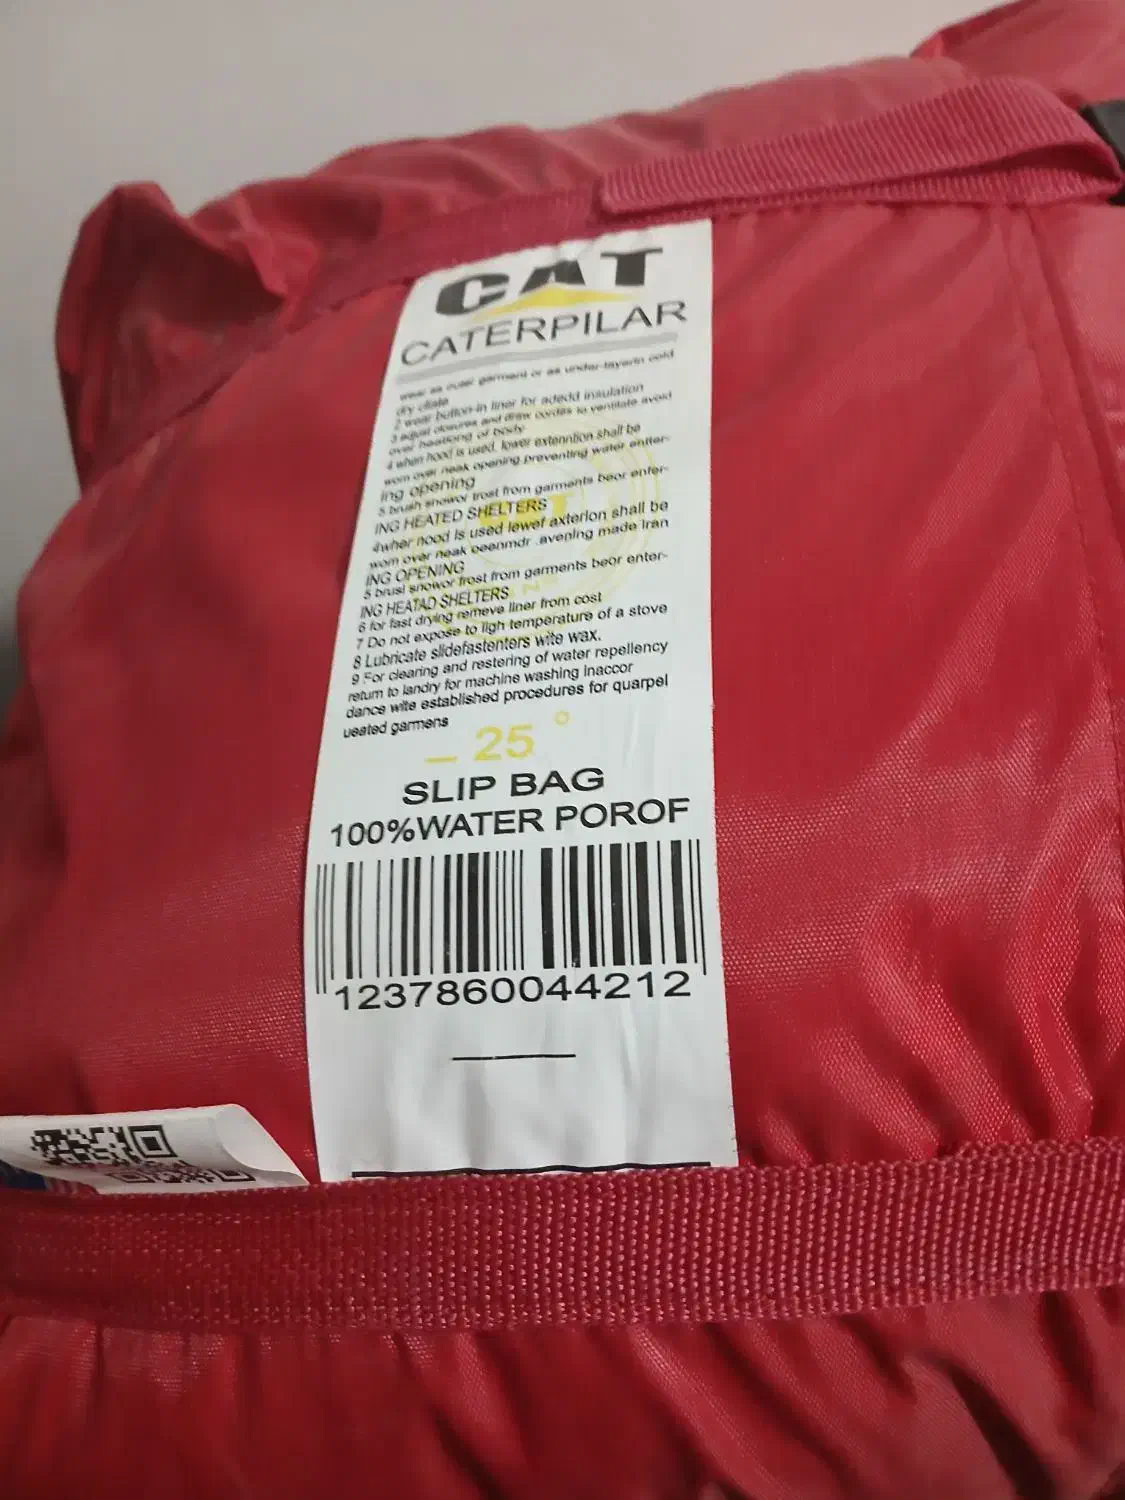 CAT
CATERPILAR
wear as outer garment or as under-layerin cold
dry cliate
2 wear button-in liner for adedd insulation
3 adjust closures and draw cordes to ventilate avoid
over heationg of body
4 when hood is used, lower extenntion shall be
worn over neak opening preventing water entter-
ing opening
5 brush snowor frost from garments beor enter-
ING HEATED SHELTERS
4wher nood is used lewef axterion shall be
wom over neak oeenmdr .avening made iran
ING OPENING
5 brusl snowor frost from garments beor enter-
ING HEATAD SHELTERS
6 for fast drying remeve liner from cost
7 Do not expose to ligh temperature of a stove
8 Lubricate slidefastenters wite wax.
9 For clearing and restering of water repellency
return to landry for machine washing inaccor
dance wite established procedures for quarpel
ueated garmens
– 25 °
SLIP BAG
100%WATER POROF
1237860044212